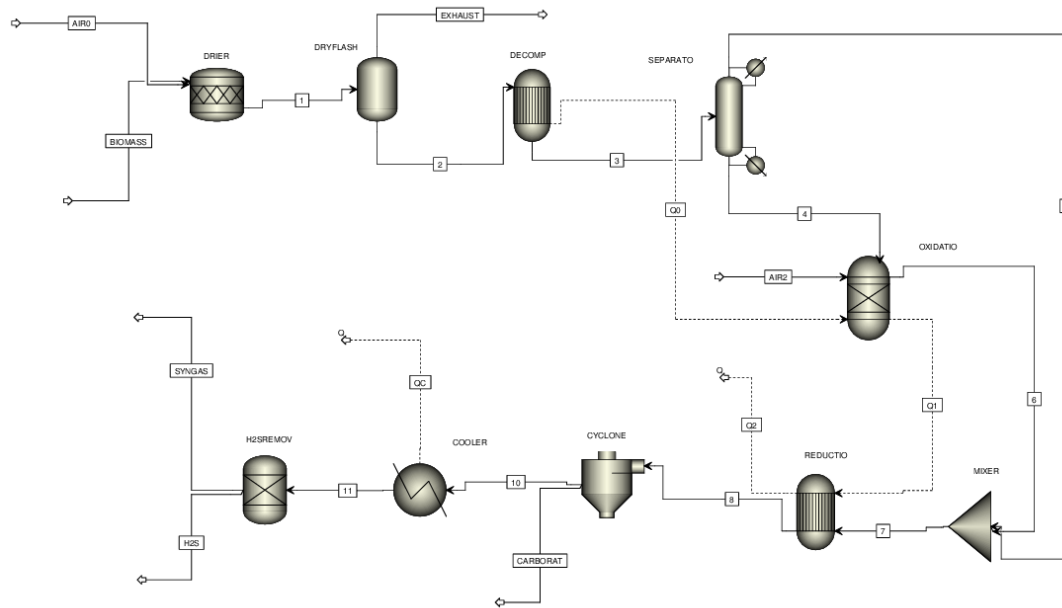 EXHAUST
AIR0
DRYFLASH
DECOMP
DRIER
SEPARATO
1
BIOMASS
2
3
Q0
4
OXIDATIO
AIR2
Q
SYNGAS
QC
Q
Q1
6
Q2
H2SREMOV
COOLER
CYCLONE
REDUCTIO
MIXER
11
10
8
7
H2S
CARBORAT